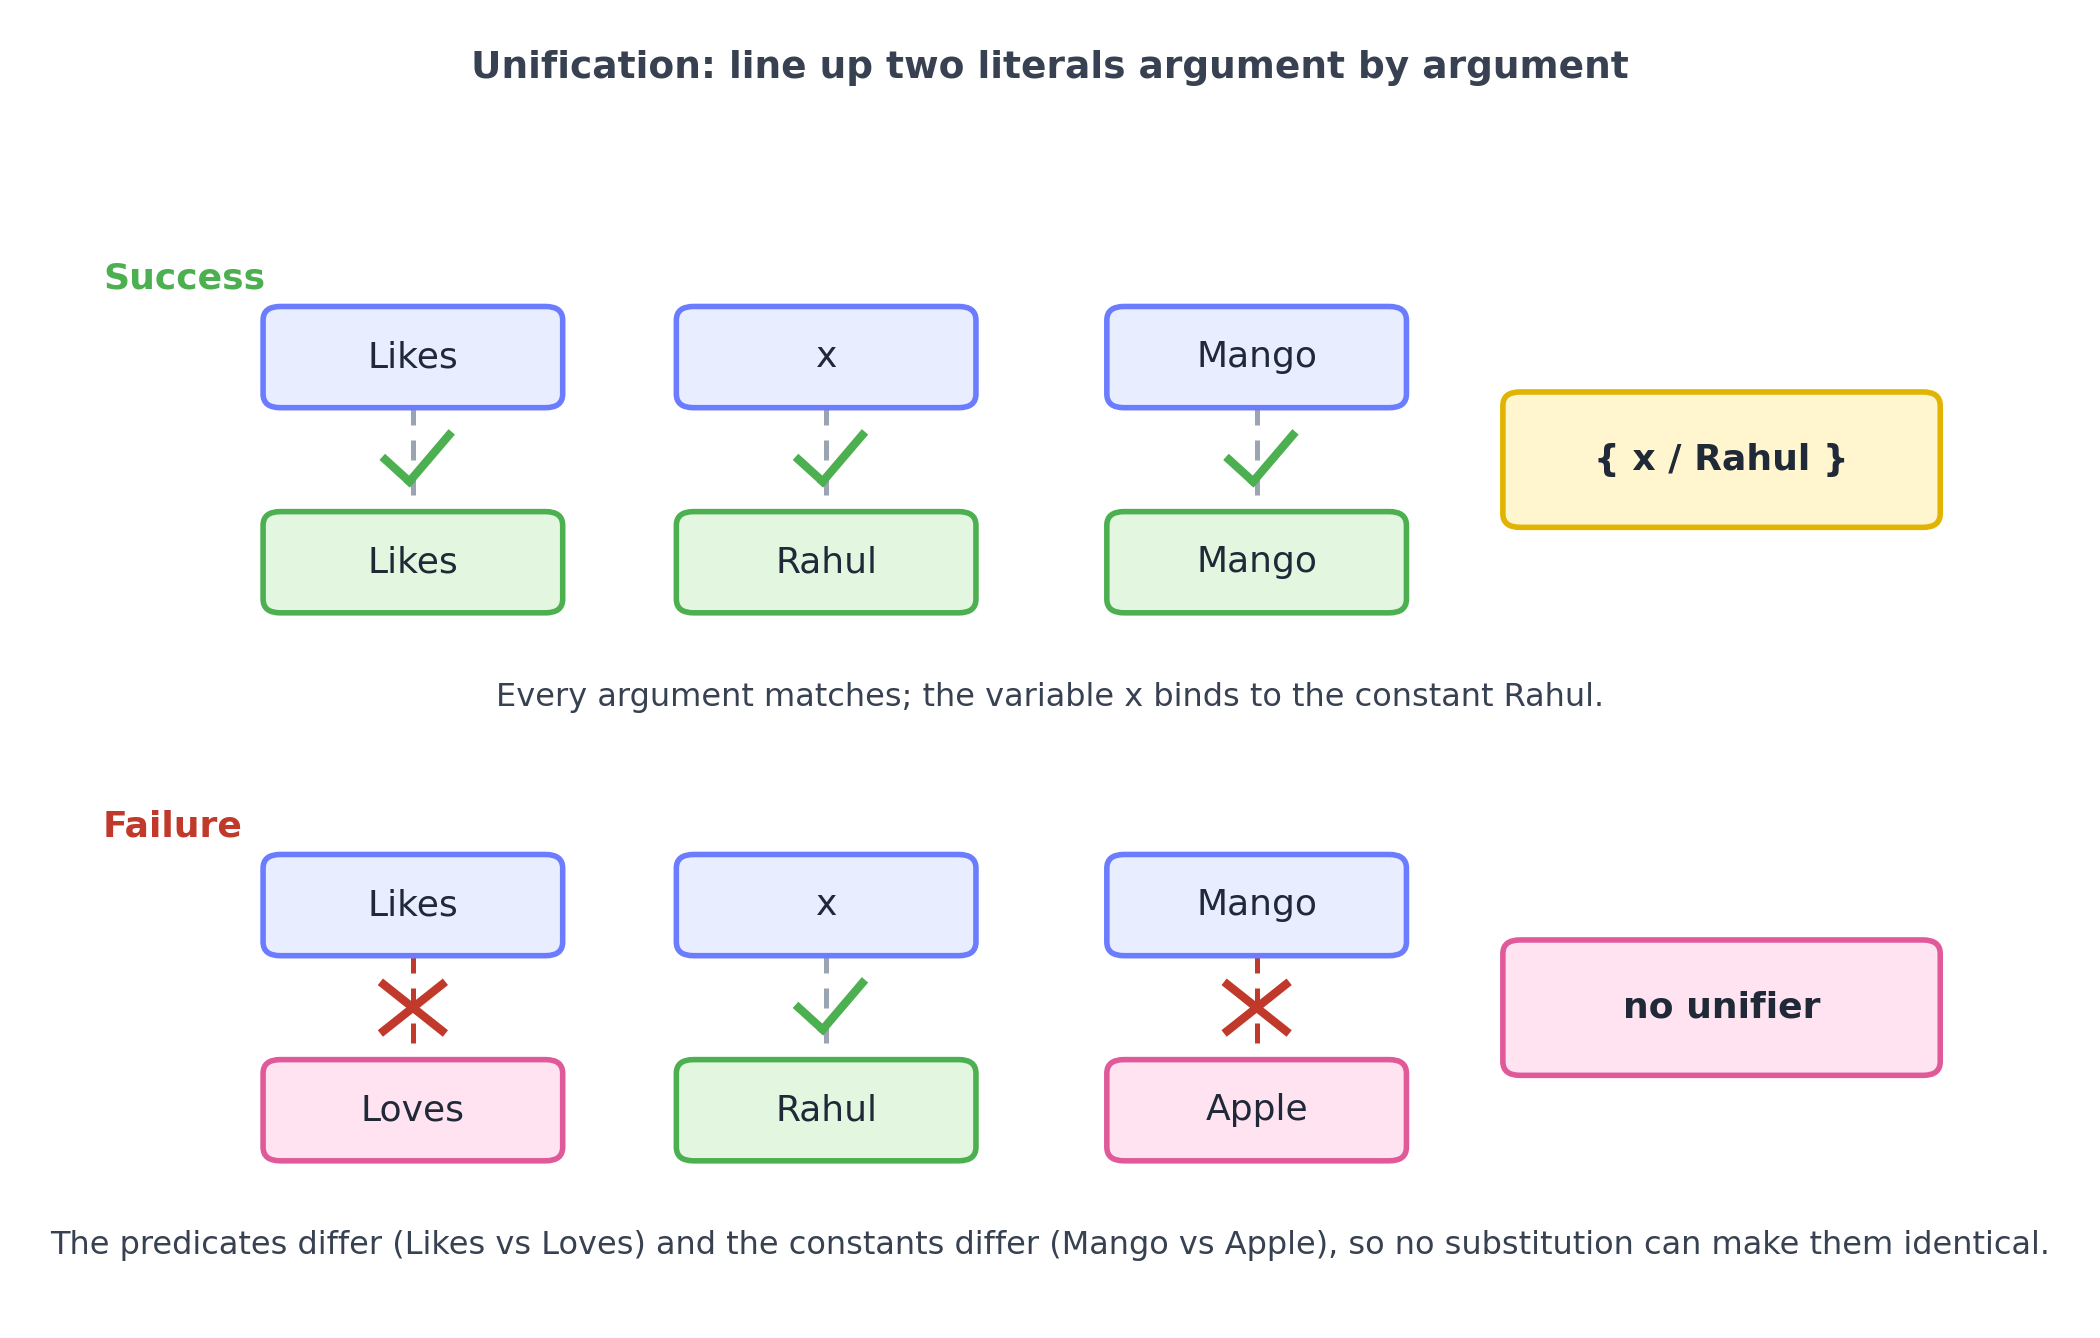 Unification: line up two literals argument by argument
Success
Likes
x
Mango
{ x / Rahul }
Likes
Rahul
Mango
Every argument matches; the variable x binds to the constant Rahul.
Failure
Likes
x
Mango
no unifier
Loves
Rahul
Apple
The predicates differ (Likes vs Loves) and the constants differ (Mango vs Apple), so no substitution can make them identical.